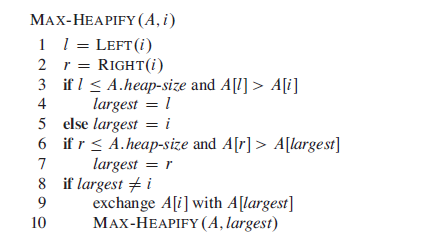 MAX-HEAPIFY(A, i)
1 l = LEFT(i)
2 r = RIGHT(i)
3 if l ≤ A.heap-size and A[l] > A[i]
4 largest = l
5 else largest = i
6 if r ≤ A.heap-size and A[r] > A[largest]
7 largest = r
8 if largest ≠ i
9 exchange A[i] with A[largest]
10 MAX-HEAPIFY(A, largest)